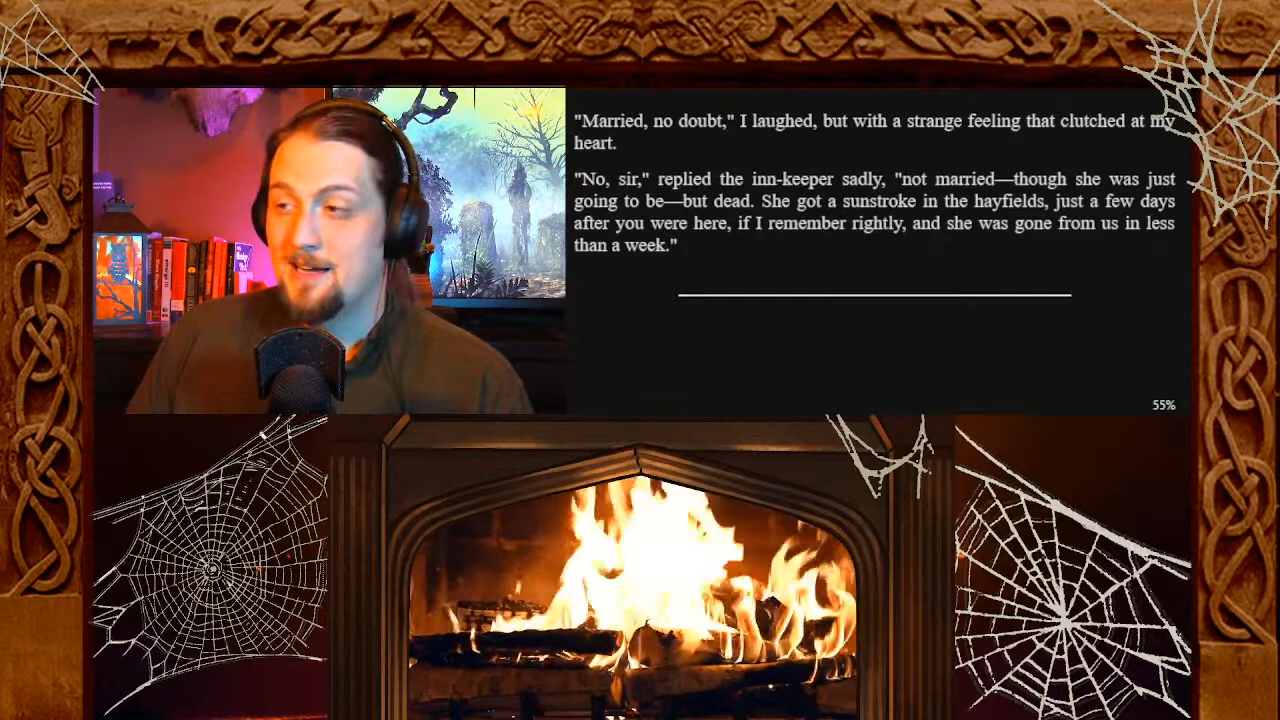 "Married, no doubt," I laughed, but with a strange feeling that clutched at my
heart.
"No, sir," replied the inn-keeper sadly, "not married—though she was just
going to be—but dead. She got a sunstroke in the hayfields, just a few days
after you were here, if I remember rightly, and she was gone from us in less
than a week."
55%